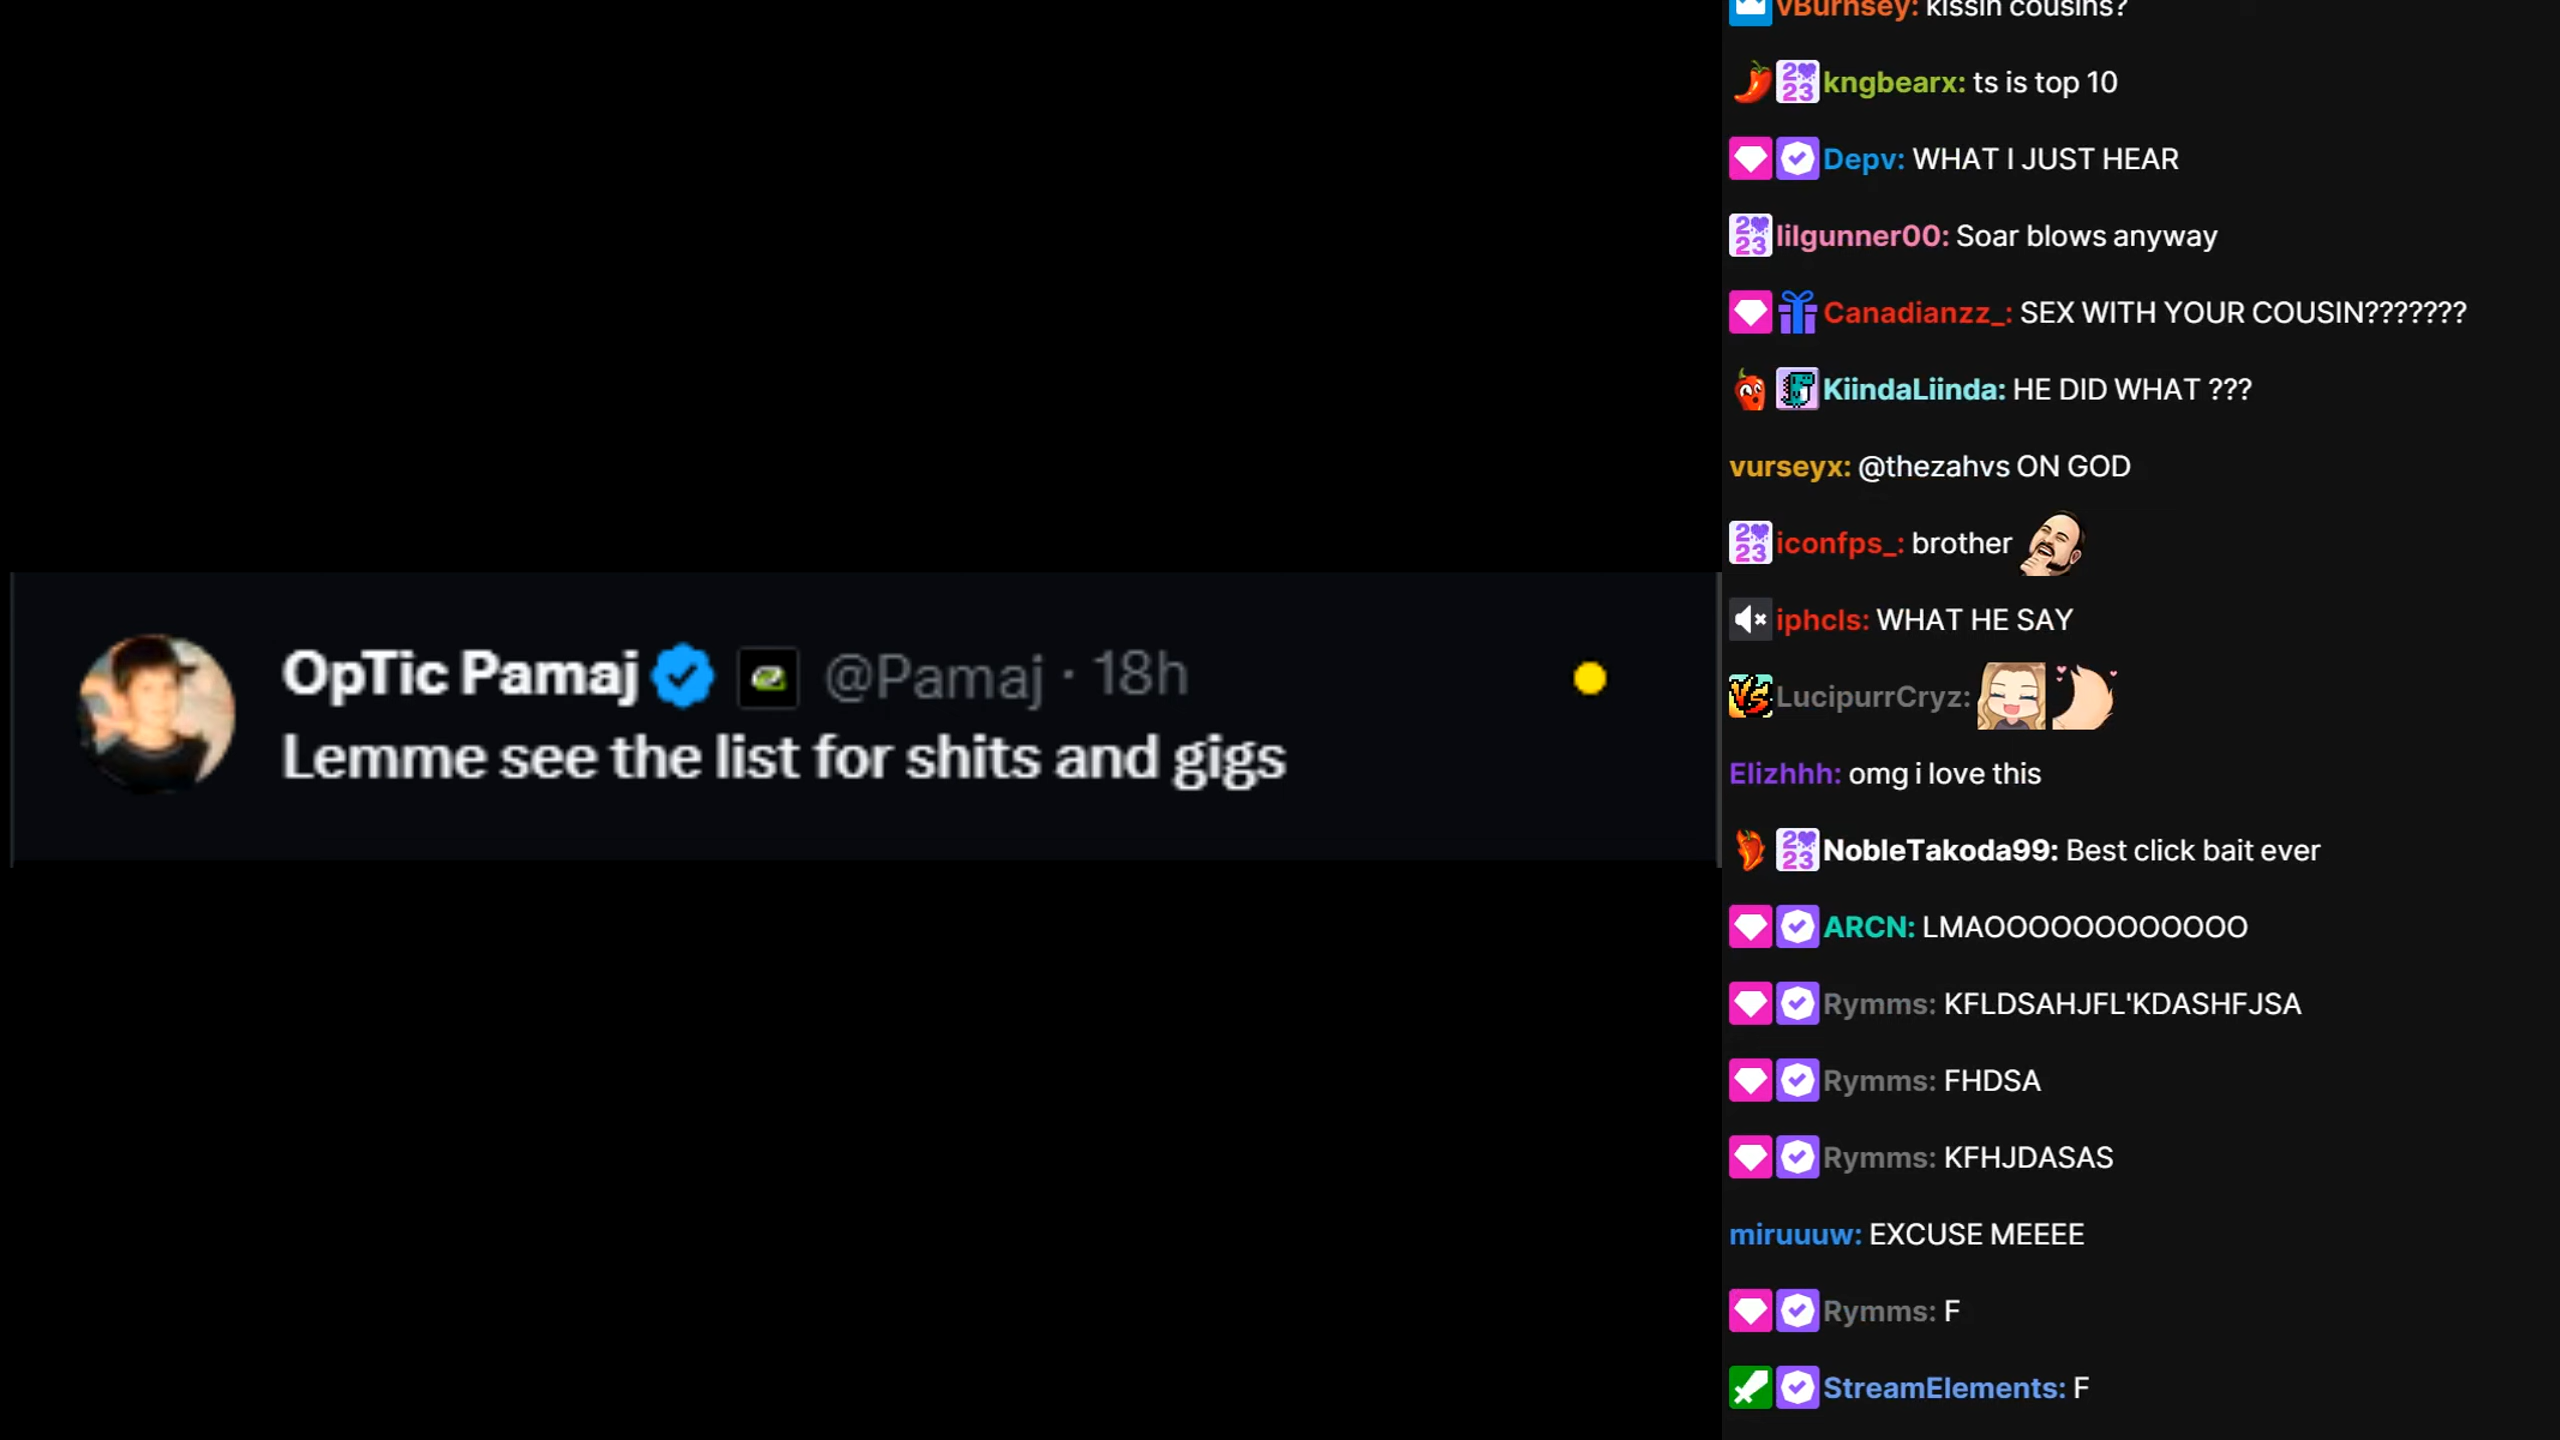 OpTic Pamaj @Pamaj · 18h
Lemme see the list for shits and gigs
vBurnsey: kissin cousins?
kngbearx: ts is top 10
Depv: WHAT I JUST HEAR
lilgunner00: Soar blows anyway
Canadianzz_: SEX WITH YOUR COUSIN???????
KiindaLiinda: HE DID WHAT ???
vurseyx: @thezahvs ON GOD
iconfps_: brother
iphcls: WHAT HE SAY
LucipurrCryz:
Elizhhh: omg i love this
NobleTakoda99: Best click bait ever
ARCN: LMAOOOOOOOOOOOO
Rymms: KFLDSAHJFL'KDASHFJSA
Rymms: FHDSA
Rymms: KFHJDASAS
miruuuw: EXCUSE MEEEE
Rymms: F
StreamElements: F